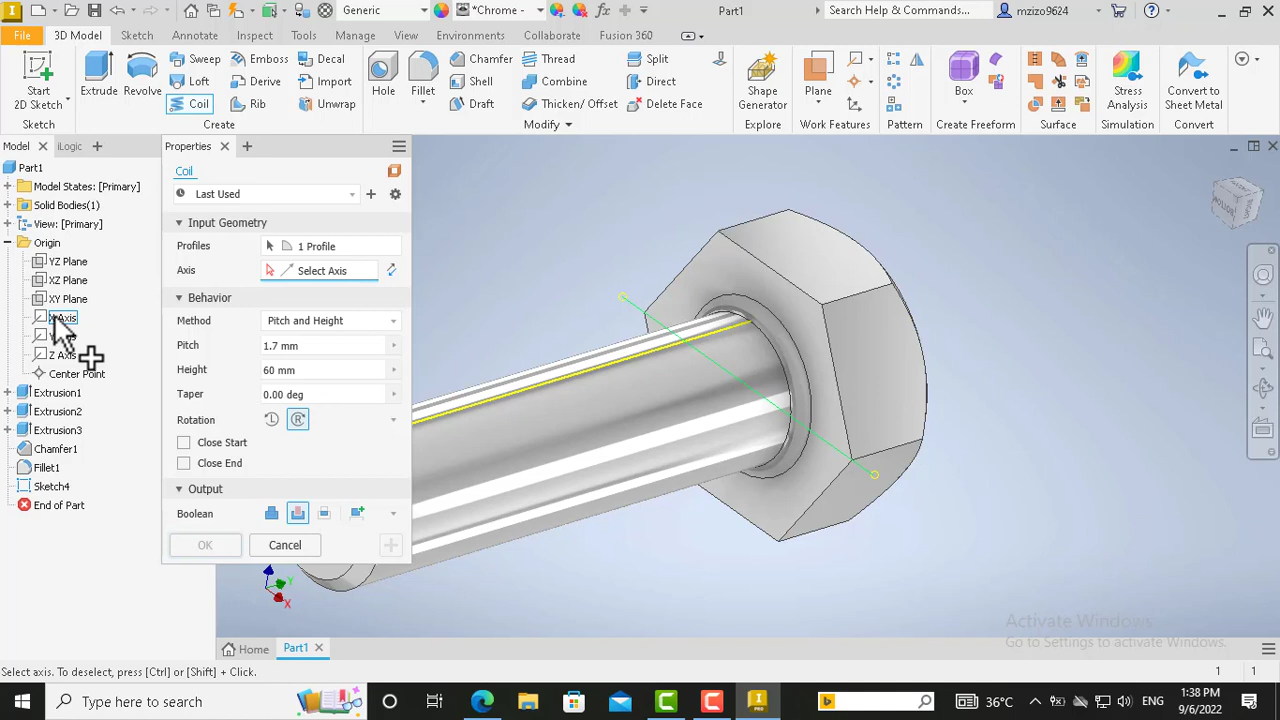 Generic
*Chrome -
Part1
Search Help & Commands...
mzizo9624
File
3D Model
Sketch
Annotate
Inspect
Tools
Manage
View
Environments
Collaborate
Fusion 360
Start
2D Sketch
Extrude
Revolve
Sweep
Loft
Coil
Emboss
Derive
Rib
Decal
Import
Unwrap
Hole
Fillet
Chamfer
Shell
Draft
Thread
Combine
Thickness/ Offset
Split
Direct
Delete Face
Shape
Generator
Plane
Box
Stress
Analysis
Convert to
Sheet Metal
Sketch
Create
Modify
Explore
Work Features
Pattern
Create Freeform
Surface
Simulation
Convert
Model
iLogic
Part1
Model States: [Primary]
Solid Bodies(1)
View: [Primary]
Origin
YZ Plane
XZ Plane
XY Plane
X Axis
Z Axis
Center Point
Extrusion1
Extrusion2
Extrusion3
Chamfer1
Fillet1
Sketch4
End of Part
Properties
Coil
Last Used
Input Geometry
Profiles
1 Profile
Axis
Select Axis
Behavior
Method
Pitch and Height
Pitch
1.7 mm
Height
60 mm
Taper
0.00 deg
Rotation
Close Start
Close End
Output
Boolean
OK
Cancel
Z
X
Activate Windows
Go to Settings to activate Windows.
Home
Part1
Select axis. To deselect, press [Ctrl] or [Shift] + Click.
1
1
Type here to search
36°C
ENG
1:38 PM
9/6/2022